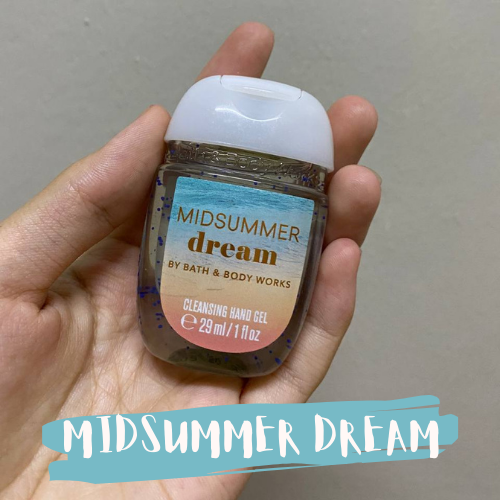 MIDSUMMER
dream
BY BATH & BODY WORKS
CLEANSING HAND GEL
℮ 29 ml / 1 fl oz
MIDSUMMER DREAM